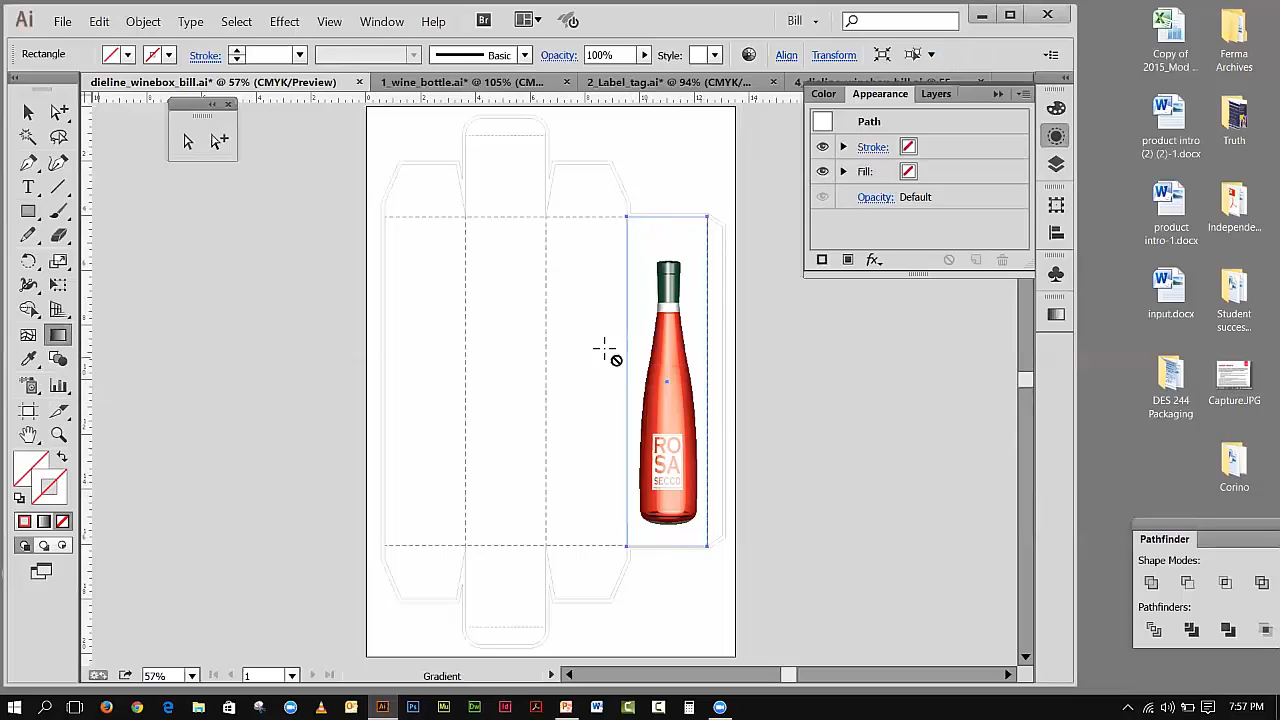 Ai File Edit Object Type Select Effect View Window Help Br Bill
Rectangle Stroke: Basic Opacity: 100% Style: Align Transform
dieline_winebox_bill.ai* @ 57% (CMYK/Preview) × 1_wine_bottle.ai* @ 105% (CM... × 2_Label_tag.ai* @ 94% (CMYK/... ×
Color Appearance Layers
Path
Stroke:
Fill:
Opacity: Default
fx
RO
SA
SECCO
57% 1 Gradient
Copy of
2015_Mod ...
Ferma
Archives
product intro
(2) (2)-1.docx
Truth
product
intro-1.docx
Independe...
input.docx
Student
succes...
DES 244
Packaging
Capture.JPG
Corino
Pathfinder
Shape Modes:
Pathfinders:
7:57 PM